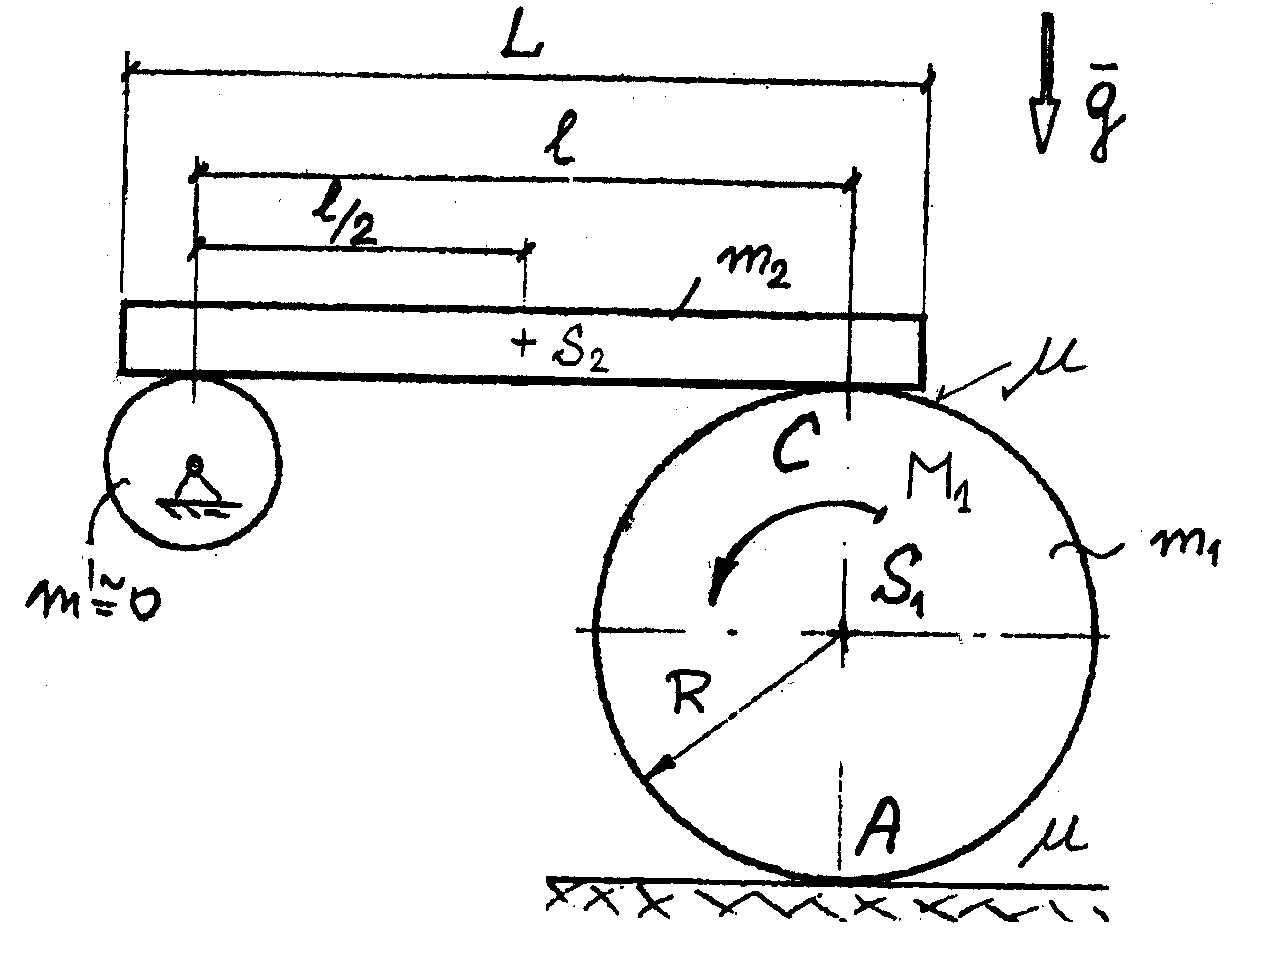 L
l
ḡ
l/2
m₂
+ S₂
μ
C
M₁
S₁
m₁
m≅0
R
A
μ